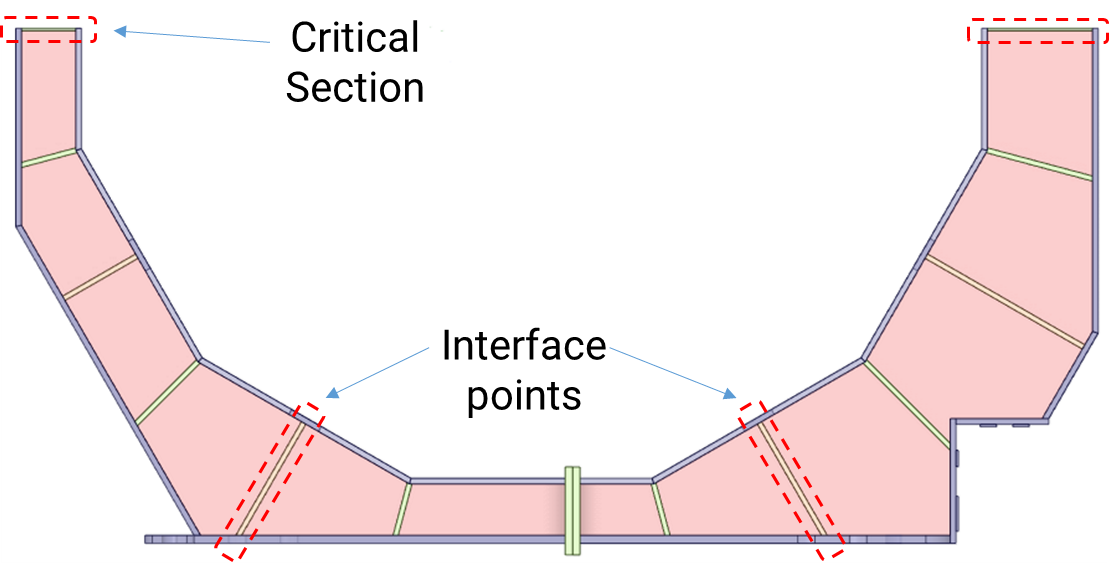 Critical
Section
Interface
points